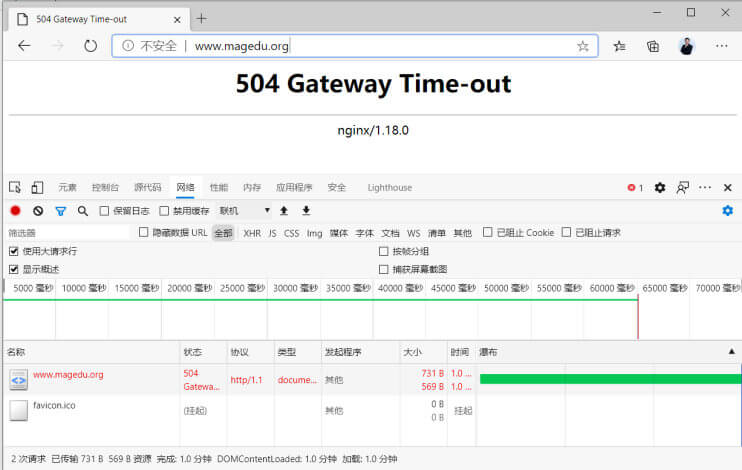 504 Gateway Time-out
不安全 | www.magedu.org
504 Gateway Time-out
nginx/1.18.0
元素 控制台 源代码 网络 性能 内存 应用程序 安全 Lighthouse 1
保留日志 禁用缓存 联机
筛选器 隐藏数据 URL 全部 XHR JS CSS Img 媒体 字体 文档 WS 清单 其他 已阻止 Cookie 已阻止请求
使用大请求行 按帧分组
显示概述 捕获屏幕截图
5000 毫秒 10000 毫秒 15000 毫秒 20000 毫秒 25000 毫秒 30000 毫秒 35000 毫秒 40000 毫秒 45000 毫秒 50000 毫秒 55000 毫秒 60000 毫秒 65000 毫秒 70000 毫秒
名称 状态 协议 类型 发起程序 大小 时间 瀑布
www.magedu.org 504 http/1.1 docume... 其他 731 B 1.0 ...
Gatewa... 569 B 1.0 ...
favicon.ico (挂起) 其他 0 B 挂起
0 B
2 次请求 已传输 731 B 569 B 资源 完成: 1.0 分钟 DOMContentLoaded: 1.0 分钟 加载: 1.0 分钟